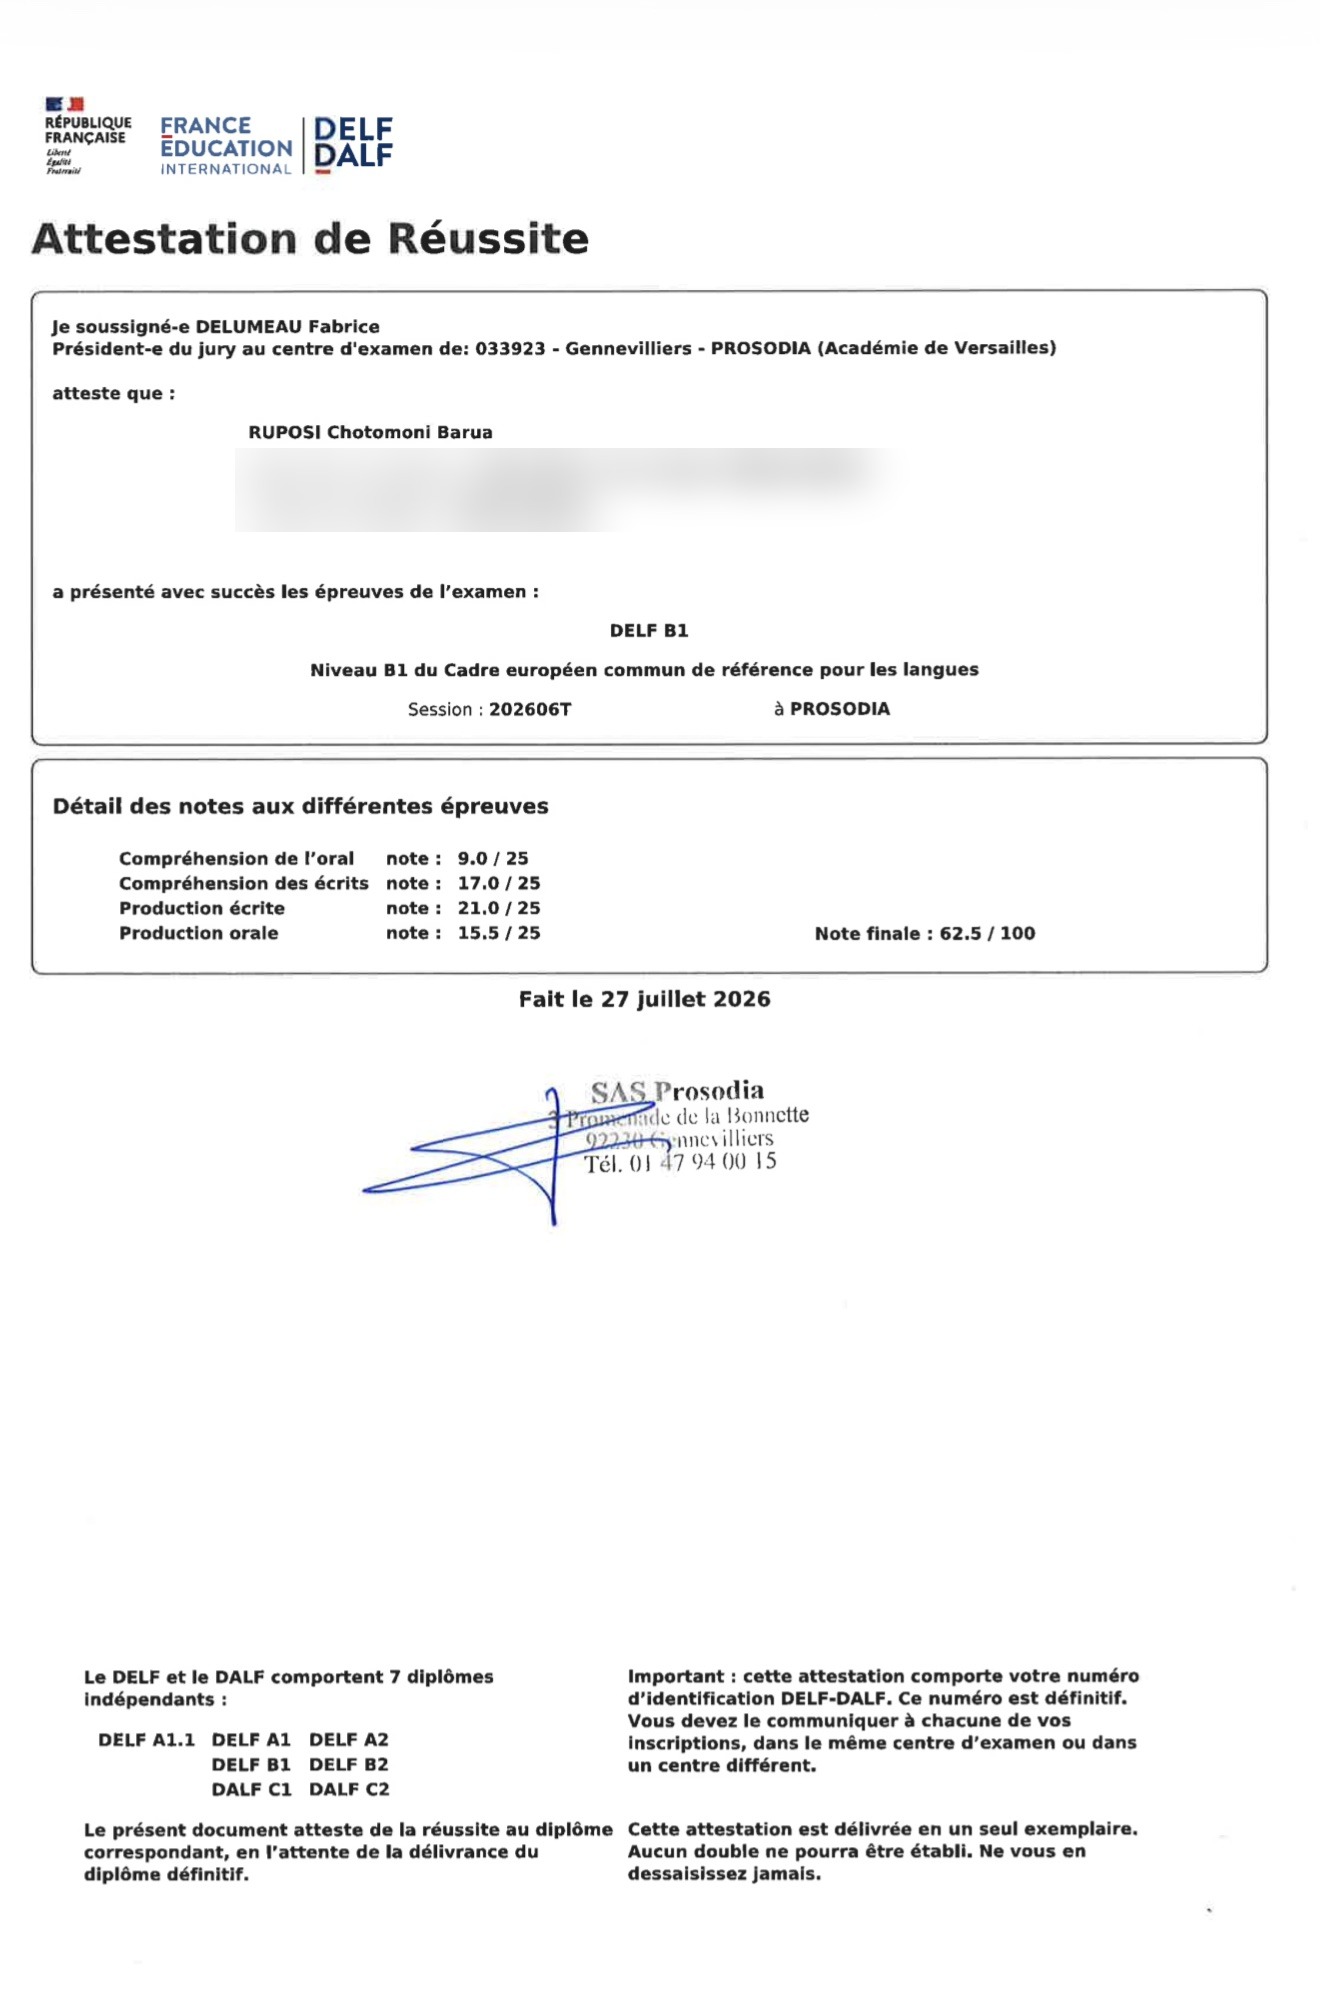 RÉPUBLIQUE
FRANÇAISE
Liberté
Égalité
Fraternité
FRANCE
EDUCATION
INTERNATIONAL
DELF
DALF
Attestation de Réussite
Je soussigné-e DELUMEAU Fabrice
Président-e du jury au centre d'examen de: 033923 - Gennevilliers - PROSODIA (Académie de Versailles)
atteste que :
RUPOSI Chotomoni Barua
a présenté avec succès les épreuves de l'examen :
DELF B1
Niveau B1 du Cadre européen commun de référence pour les langues
Session : 202606T à PROSODIA
Détail des notes aux différentes épreuves
Compréhension de l'oral note : 9.0 / 25
Compréhension des écrits note : 17.0 / 25
Production écrite note : 21.0 / 25
Production orale note : 15.5 / 25 Note finale : 62.5 / 100
Fait le 27 juillet 2026
SAS Prosodia
3 Promenade de la Bonnette
92230 Gennevilliers
Tél. 01 47 94 00 15
Le DELF et le DALF comportent 7 diplômes
indépendants :
DELF A1.1 DELF A1 DELF A2
DELF B1 DELF B2
DALF C1 DALF C2
Le présent document atteste de la réussite au diplôme
correspondant, en l'attente de la délivrance du
diplôme définitif.
Important : cette attestation comporte votre numéro
d'identification DELF-DALF. Ce numéro est définitif.
Vous devez le communiquer à chacune de vos
inscriptions, dans le même centre d'examen ou dans
un centre différent.
Cette attestation est délivrée en un seul exemplaire.
Aucun double ne pourra être établi. Ne vous en
dessaisissez jamais.